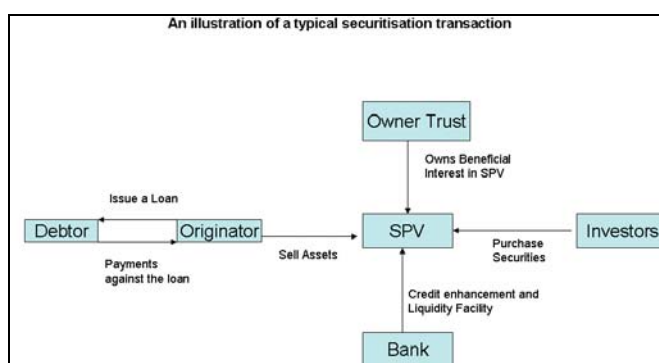 An illustration of a typical securitisation transaction
Owner Trust
Owns Beneficial
Interest in SPV
Issue a Loan
Debtor
Originator
SPV
Investors
Payments
against the loan
Sell Assets
Purchase
Securities
Credit enhancement and
Liquidity Facility
Bank